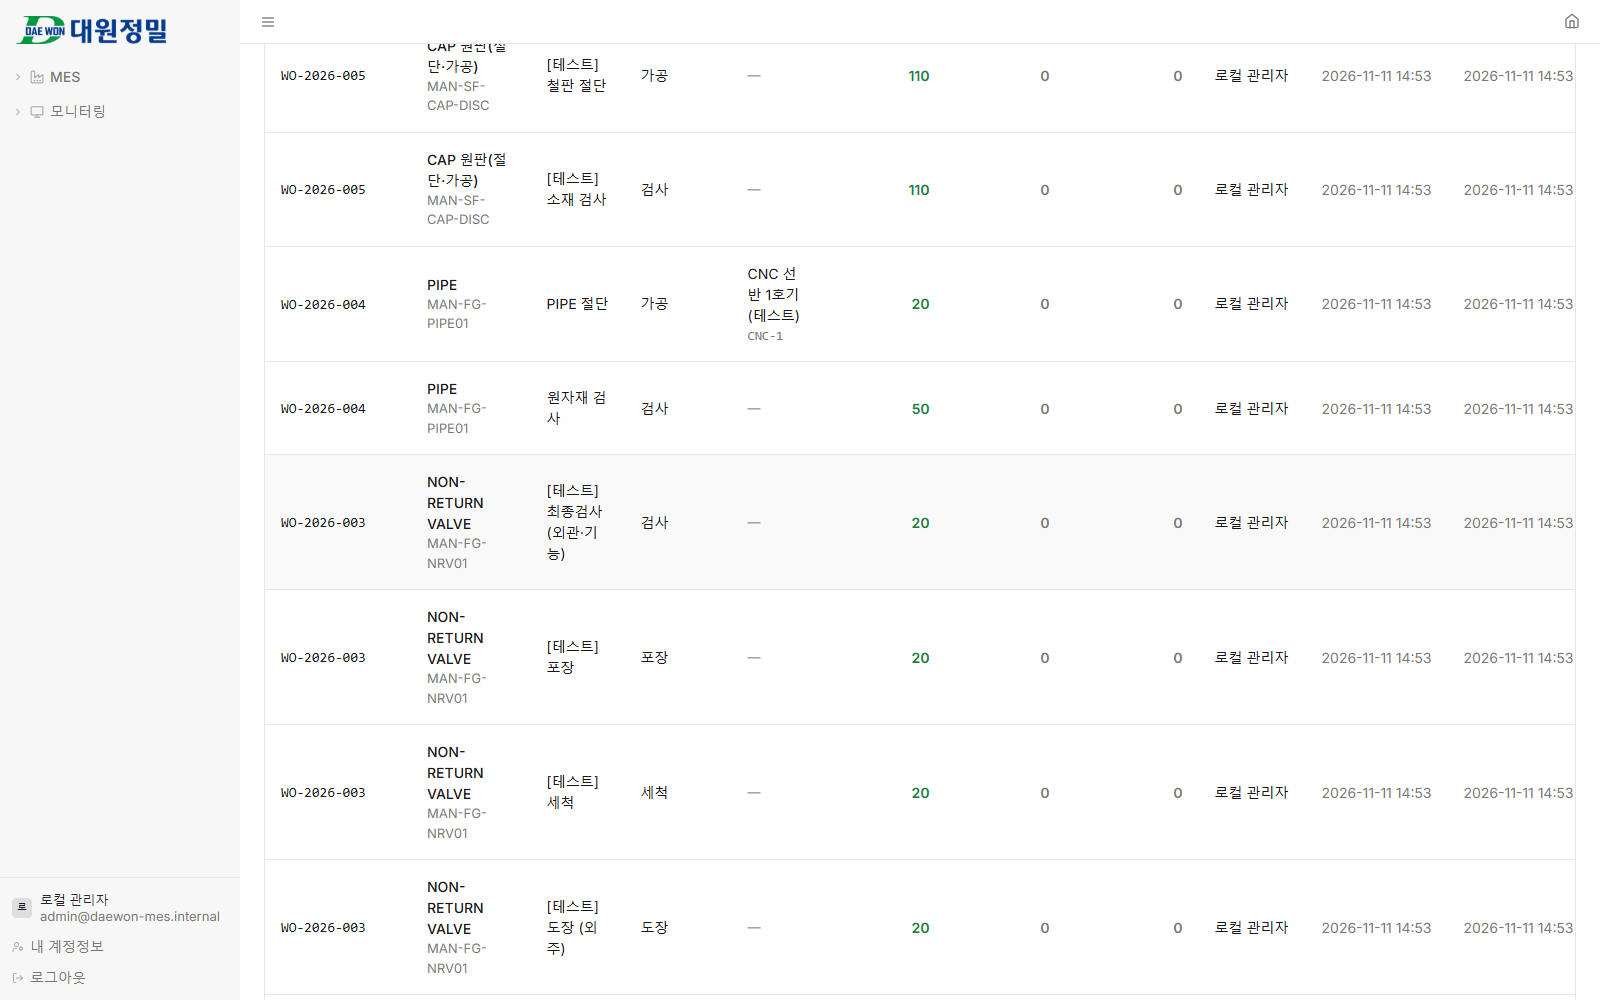 DAE WON 대원정밀
MES
모니터링
WO-2026-005
CAP 원판(절
단·가공)
MAN-SF-
CAP-DISC
[테스트]
철판 절단
가공
—
110
0
0
로컬 관리자
2026-11-11 14:53
2026-11-11 14:53
WO-2026-005
CAP 원판(절
단·가공)
MAN-SF-
CAP-DISC
[테스트]
소재 검사
검사
—
110
0
0
로컬 관리자
2026-11-11 14:53
2026-11-11 14:53
WO-2026-004
PIPE
MAN-FG-
PIPE01
PIPE 절단
가공
CNC 선
반 1호기
(테스트)
CNC-1
20
0
0
로컬 관리자
2026-11-11 14:53
2026-11-11 14:53
WO-2026-004
PIPE
MAN-FG-
PIPE01
원자재 검
사
검사
—
50
0
0
로컬 관리자
2026-11-11 14:53
2026-11-11 14:53
WO-2026-003
NON-
RETURN
VALVE
MAN-FG-
NRV01
[테스트]
최종검사
(외관·기
능)
검사
—
20
0
0
로컬 관리자
2026-11-11 14:53
2026-11-11 14:53
WO-2026-003
NON-
RETURN
VALVE
MAN-FG-
NRV01
[테스트]
포장
포장
—
20
0
0
로컬 관리자
2026-11-11 14:53
2026-11-11 14:53
WO-2026-003
NON-
RETURN
VALVE
MAN-FG-
NRV01
[테스트]
세척
세척
—
20
0
0
로컬 관리자
2026-11-11 14:53
2026-11-11 14:53
WO-2026-003
NON-
RETURN
VALVE
MAN-FG-
NRV01
[테스트]
도장 (외
주)
도장
—
20
0
0
로컬 관리자
2026-11-11 14:53
2026-11-11 14:53
로
로컬 관리자
admin@daewon-mes.internal
내 계정정보
로그아웃